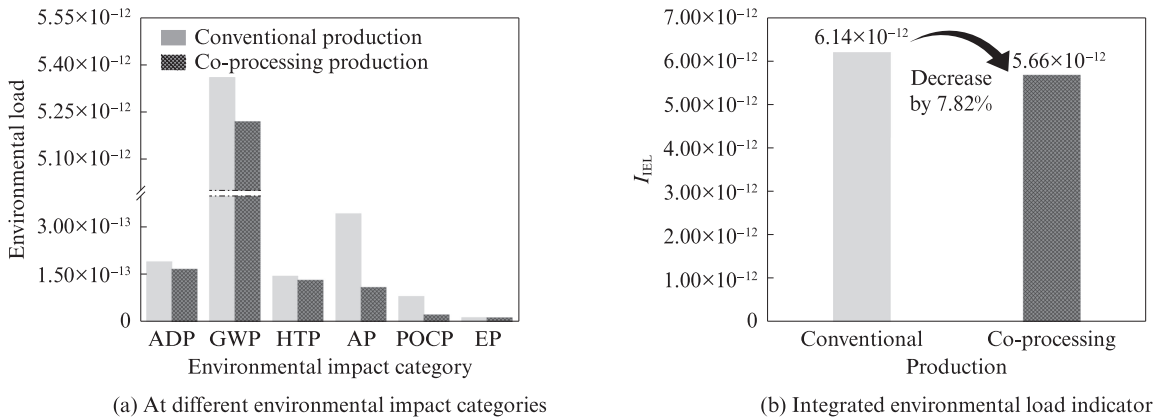 5.55×10⁻¹²
5.40×10⁻¹²
5.25×10⁻¹²
5.10×10⁻¹²
3.00×10⁻¹³
1.50×10⁻¹³
0
Environmental load
Conventional production
Co-processing production
ADP GWP HTP AP POCP EP
Environmental impact category
(a) At different environmental impact categories
7.00×10⁻¹²
6.00×10⁻¹²
5.00×10⁻¹²
4.00×10⁻¹²
3.00×10⁻¹²
2.00×10⁻¹²
1.00×10⁻¹²
0
I_IEL
6.14×10⁻¹²
5.66×10⁻¹²
Decrease
by 7.82%
Conventional Co-processing
Production
(b) Integrated environmental load indicator